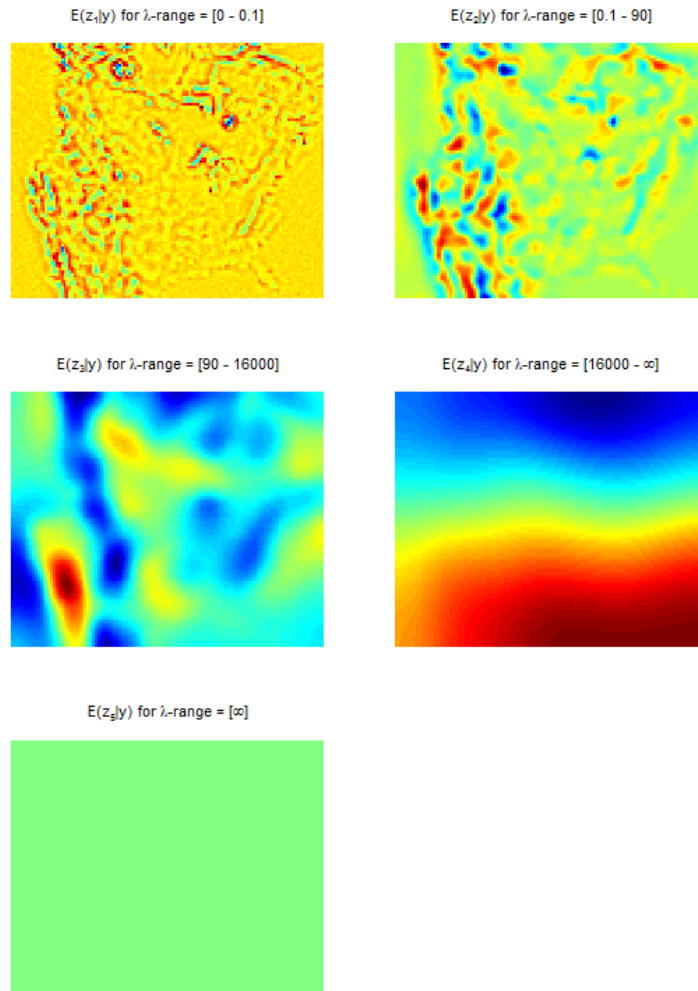 E(z₁|y) for λ-range = [0 - 0.1]
E(z₂|y) for λ-range = [0.1 - 90]
E(z₃|y) for λ-range = [90 - 16000]
E(z₄|y) for λ-range = [16000 - ∞]
E(z₅|y) for λ-range = [∞]